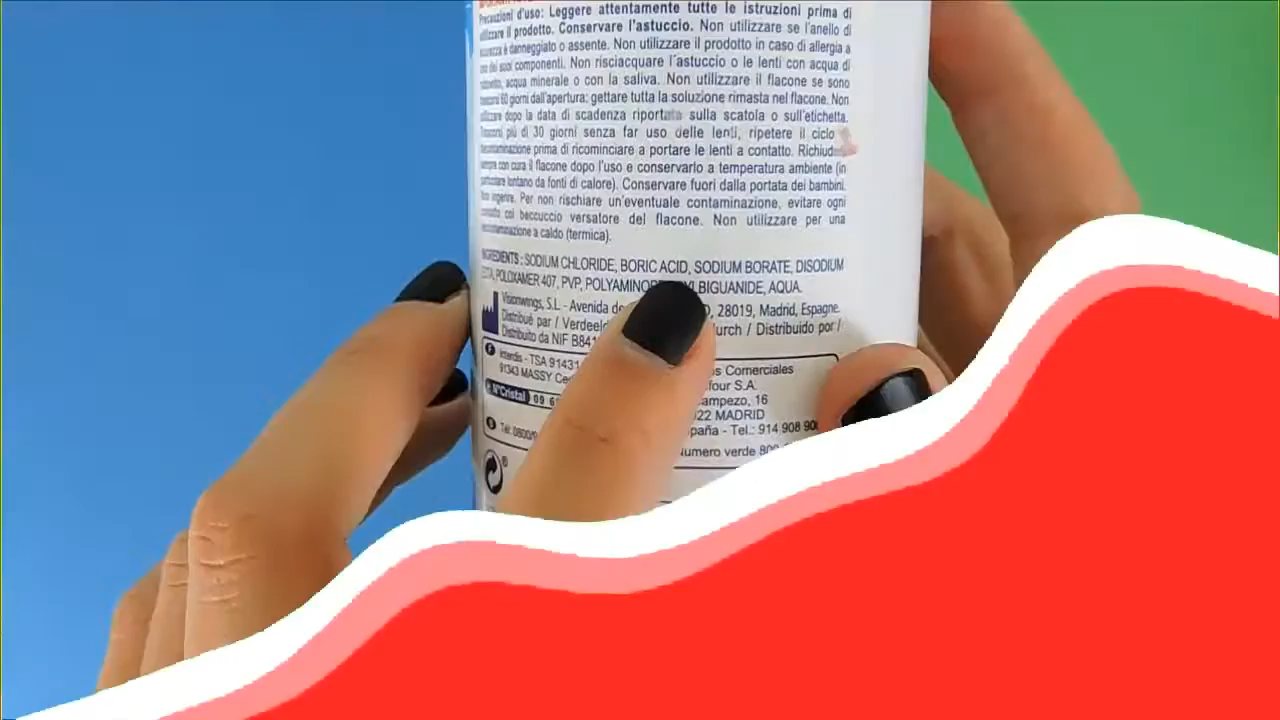 Precauzioni d'uso: Leggere attentamente tutte le istruzioni prima di
utilizzare il prodotto. Conservare l'astuccio. Non utilizzare se l'anello di
sicurezza è danneggiato o assente. Non utilizzare il prodotto in caso di allergia a
uno dei suoi componenti. Non risciacquare l'astuccio o le lenti con acqua di
rubinetto, acqua minerale o con la saliva. Non utilizzare il flacone se sono
trascorsi 60 giorni dall'apertura: gettare tutta la soluzione rimasta nel flacone. Non
utilizzare dopo la data di scadenza riportata sulla scatola o sull'etichetta.
Trascorsi più di 30 giorni senza far uso delle lenti, ripetere il ciclo
decontaminazione prima di ricominciare a portare le lenti a contatto. Richiudere
sempre con cura il flacone dopo l'uso e conservarlo a temperatura ambiente (in
particolare lontano da fonti di calore). Conservare fuori dalla portata dei bambini.
Non ingerire. Per non rischiare un'eventuale contaminazione, evitare ogni
contatto col beccuccio versatore del flacone. Non utilizzare per una
decontaminazione a caldo (termica).
INGREDIENTS : SODIUM CHLORIDE, BORIC ACID, SODIUM BORATE, DISODIUM
EDTA, POLOXAMER 407, PVP, POLYAMINOP BIGUANIDE, AQUA.
Visionwings, S.L - Avenida de , 28019, Madrid, Espagne.
Distribué par / Verdeel urch / Distribuido por /
Distribuito da NIF B841
F Interdis - TSA 91431 os Comerciales
91343 MASSY Ce four S.A.
N°Cristal 09 6 ampezo, 16
022 MADRID
Tél. 0800/ paña - Tel.: 914 908 90
numero verde 800